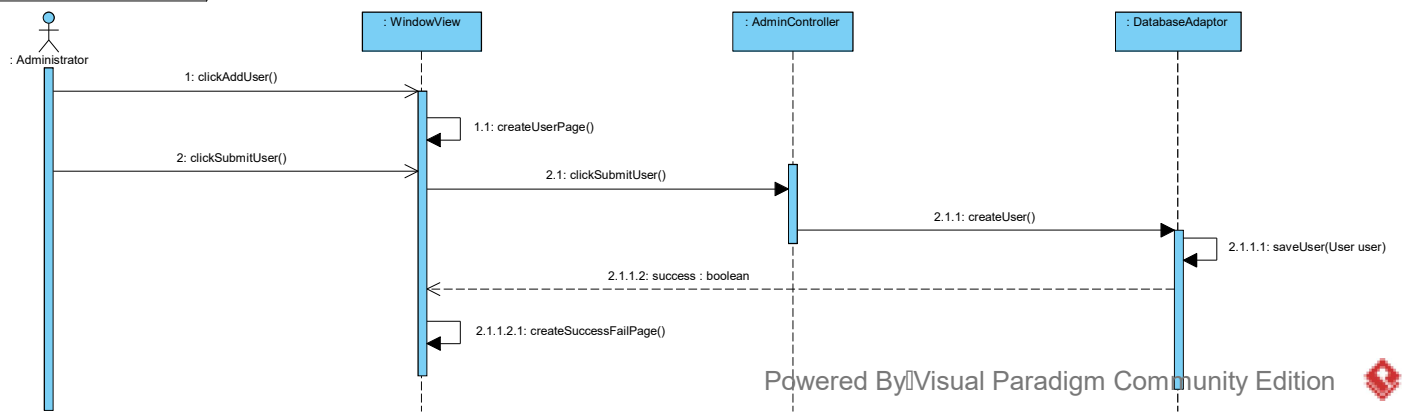 : WindowView
: AdminController
: DatabaseAdaptor
: Administrator
1: clickAddUser()
1.1: createUserPage()
2: clickSubmitUser()
2.1: clickSubmitUser()
2.1.1: createUser()
2.1.1.1: saveUser(User user)
2.1.1.2: success : boolean
2.1.1.2.1: createSuccessFailPage()
Powered By Visual Paradigm Community Edition